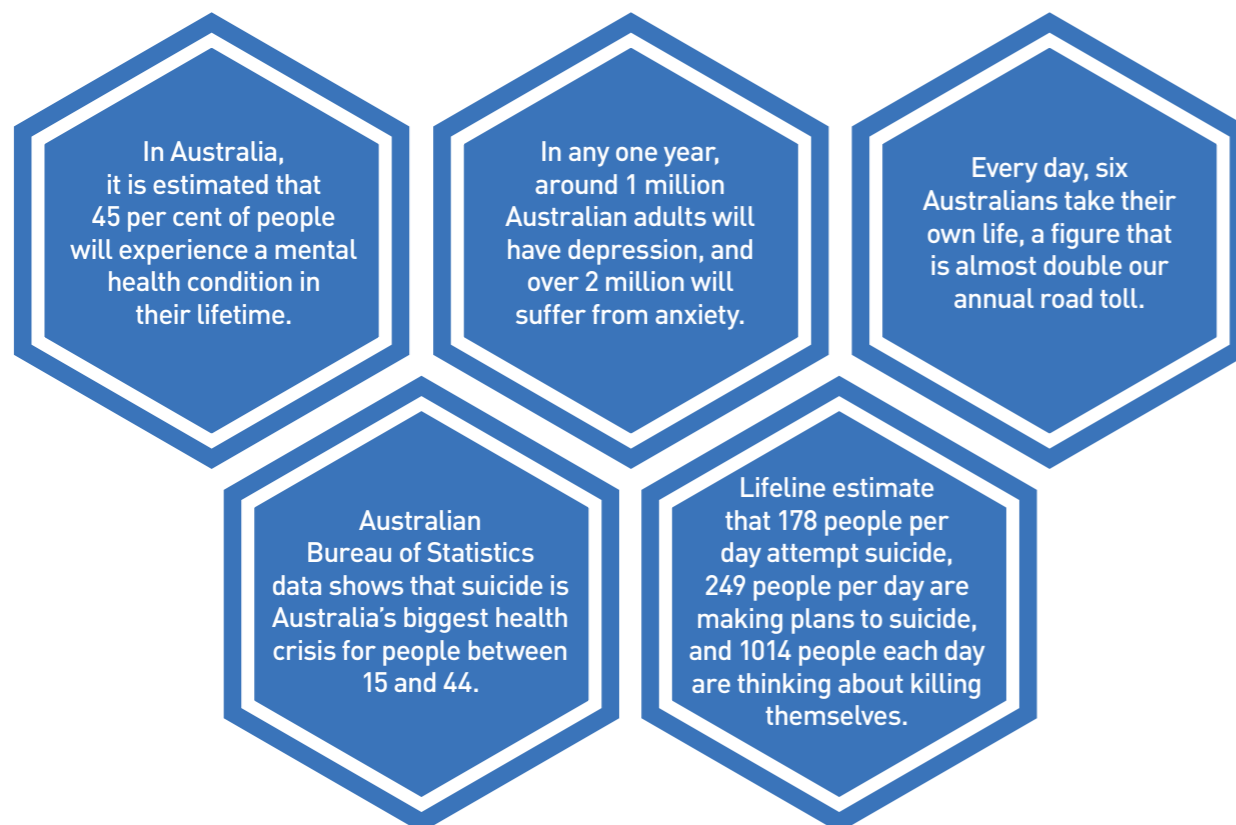 In Australia,
it is estimated that
45 per cent of people
will experience a mental
health condition in
their lifetime.
In any one year,
around 1 million
Australian adults will
have depression, and
over 2 million will
suffer from anxiety.
Every day, six
Australians take their
own life, a figure that
is almost double our
annual road toll.
Australian
Bureau of Statistics
data shows that suicide is
Australia’s biggest health
crisis for people between
15 and 44.
Lifeline estimate
that 178 people per
day attempt suicide,
249 people per day are
making plans to suicide,
and 1014 people each day
are thinking about killing
themselves.